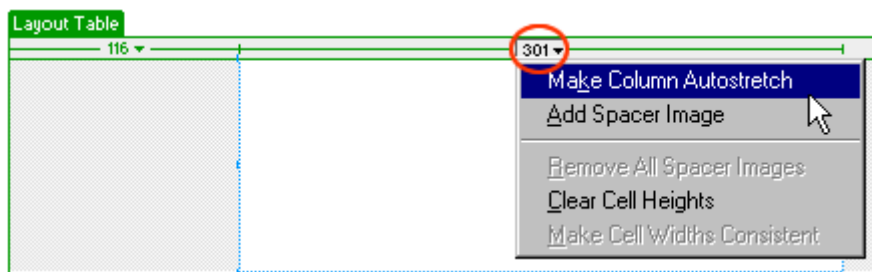 Layout Table
116
301
Make Column Autostretch
Add Spacer Image
Remove All Spacer Images
Clear Cell Heights
Make Cell Widths Consistent